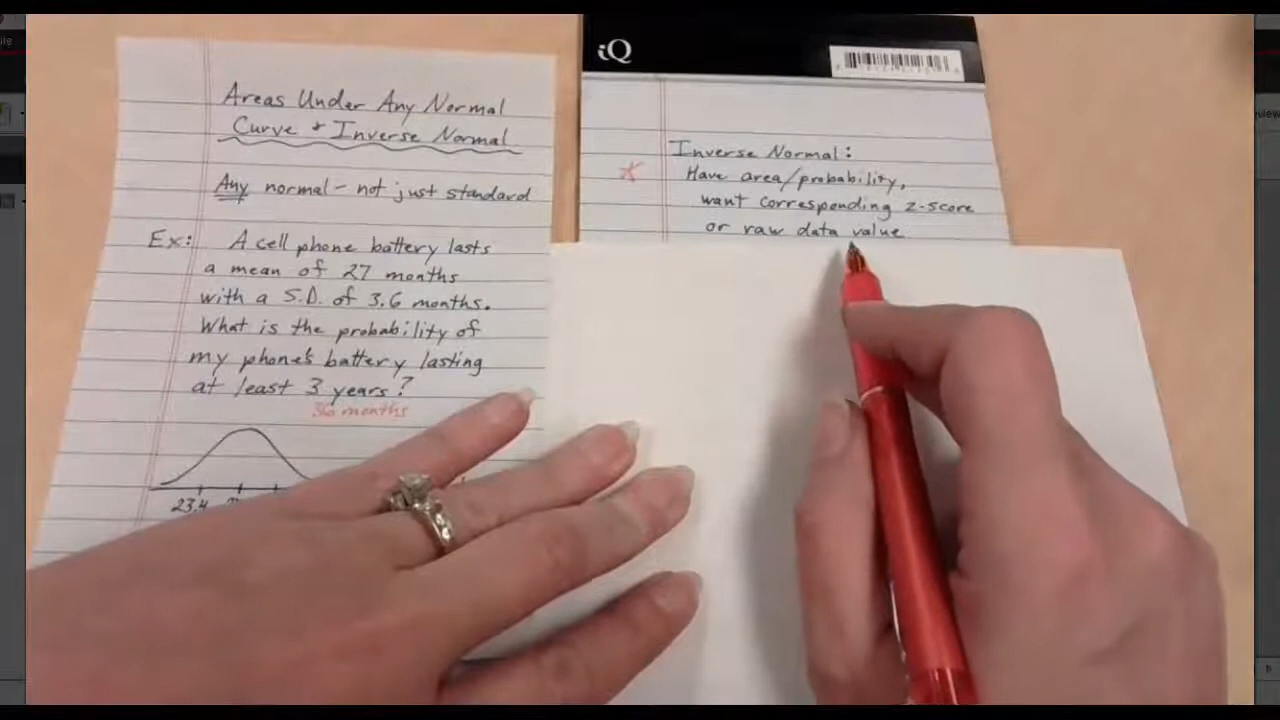 Areas Under Any Normal
Curve & Inverse Normal
Any normal - not just standard
Ex: A cell phone battery lasts
a mean of 27 months
with a S.D. of 3.6 months.
What is the probability of
my phone's battery lasting
at least 3 years?
36 months
23.4
iQ
Inverse Normal:
Have area/probability,
want corresponding z-score
or raw data value